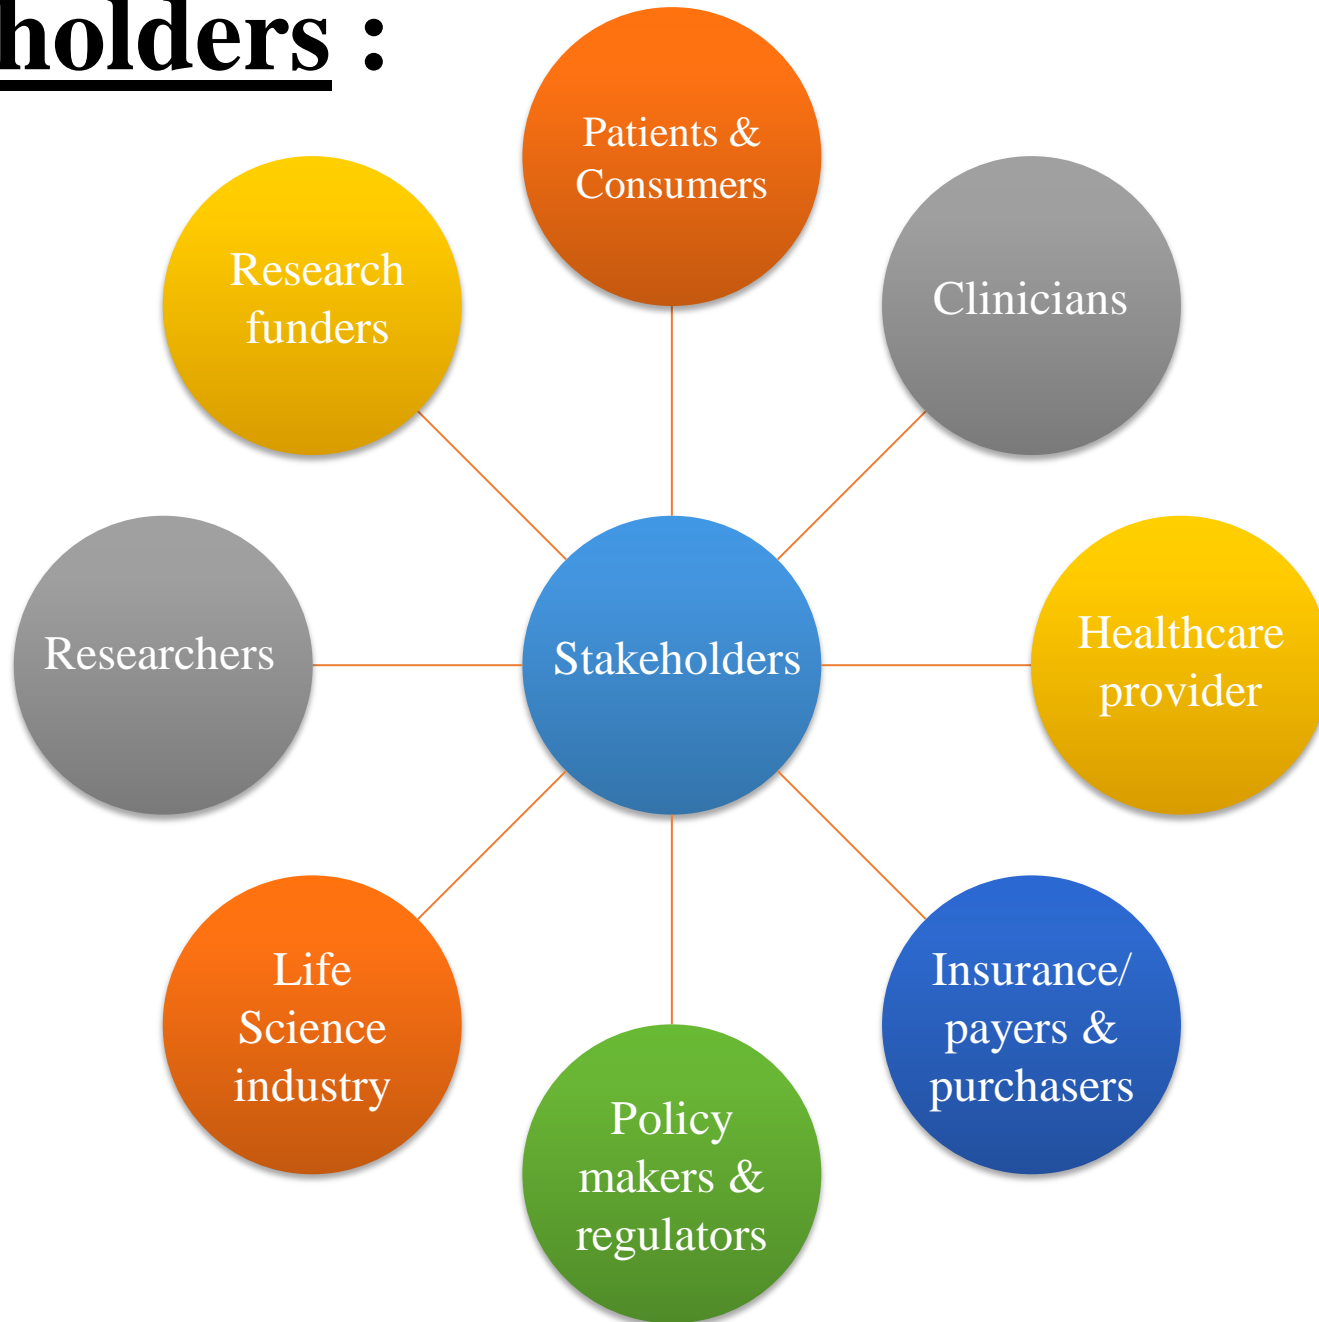 holders :
Patients &
Consumers
Clinicians
Healthcare
provider
Insurance/
payers &
purchasers
Policy
makers &
regulators
Life
Science
industry
Researchers
Research
funders
Stakeholders